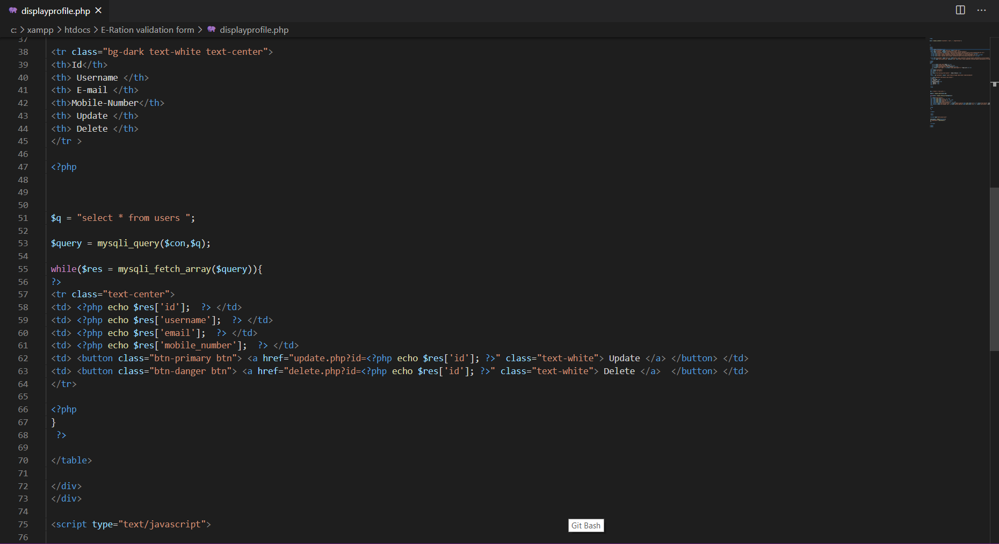 displayprofile.php
c: > xampp > htdocs > E-Ration validation form > displayprofile.php
37
38 <tr class="bg-dark text-white text-center">
39 <th>Id</th>
40 <th> Username </th>
41 <th> E-mail </th>
42 <th>Mobile-Number</th>
43 <th> Update </th>
44 <th> Delete </th>
45 </tr >
46
47 <?php
48
49
50
51 $q = "select * from users ";
52
53 $query = mysqli_query($con,$q);
54
55 while($res = mysqli_fetch_array($query)){
56 ?>
57 <tr class="text-center">
58 <td> <?php echo $res['id'];  ?> </td>
59 <td> <?php echo $res['username'];  ?> </td>
60 <td> <?php echo $res['email'];  ?> </td>
61 <td> <?php echo $res['mobile_number'];  ?> </td>
62 <td> <button class="btn-primary btn"> <a href="update.php?id=<?php echo $res['id']; ?>" class="text-white"> Update </a> </button> </td>
63 <td> <button class="btn-danger btn"> <a href="delete.php?id=<?php echo $res['id']; ?>" class="text-white"> Delete </a>  </button> </td>
64 </tr>
65
66 <?php
67 }
68  ?>
69
70 </table>
71
72 </div>
73 </div>
74
75 <script type="text/javascript">
Git Bash
76